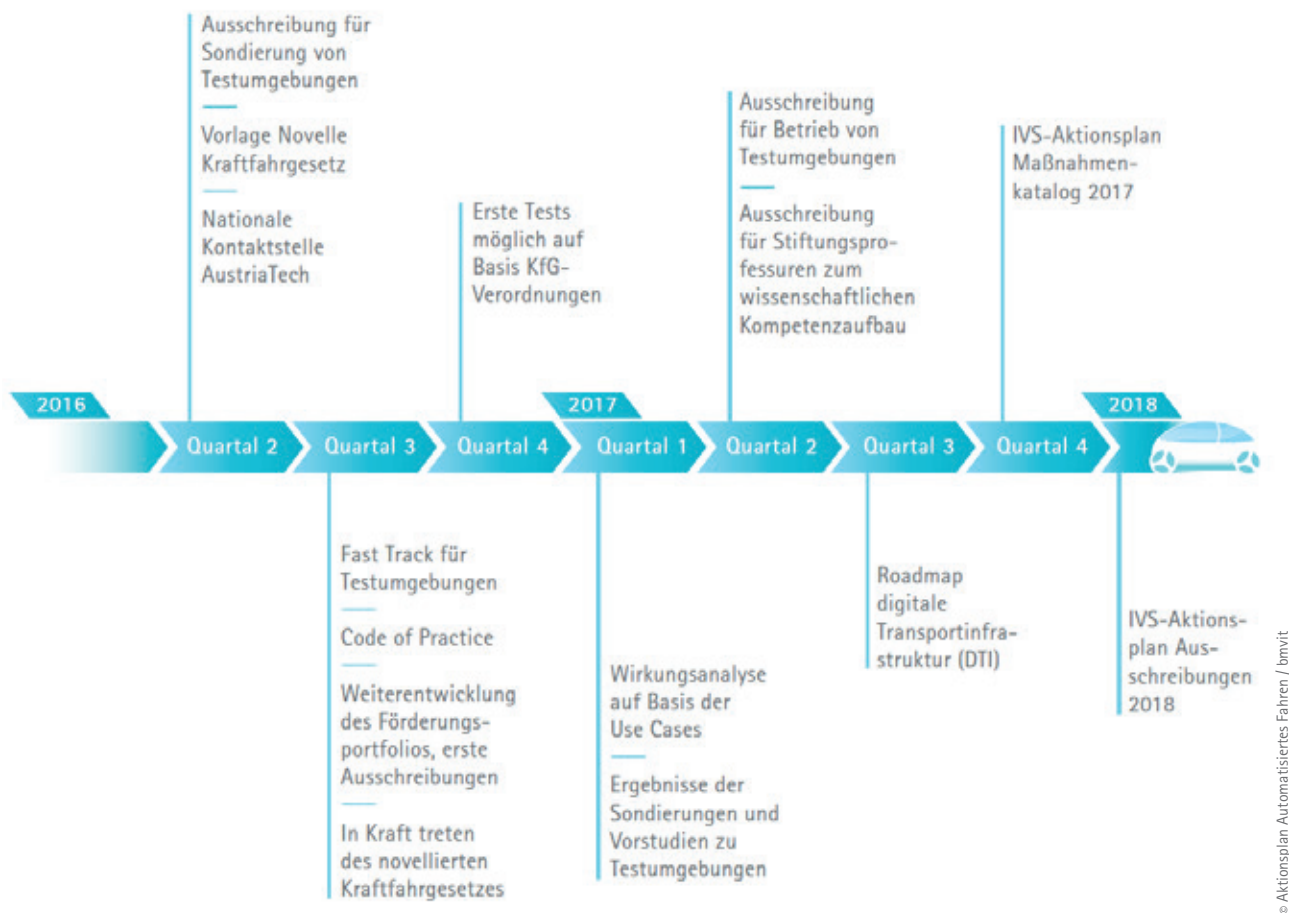 Ausschreibung für
Sondierung von
Testumgebungen
Vorlage Novelle
Kraftfahrgesetz
Nationale
Kontaktstelle
AustriaTech
Erste Tests
möglich auf
Basis KfG-
Verordnungen
Ausschreibung
für Betrieb von
Testumgebungen
Ausschreibung
für Stiftungspro-
fessuren zum
wissenschaftlichen
Kompetenzaufbau
IVS-Aktionsplan
Maßnahmen-
katalog 2017
2016
2017
2018
Quartal 2
Quartal 3
Quartal 4
Quartal 1
Quartal 2
Quartal 3
Quartal 4
Fast Track für
Testumgebungen
Code of Practice
Weiterentwicklung
des Förderungs-
portfolios, erste
Ausschreibungen
In Kraft treten
des novellierten
Kraftfahrgesetzes
Wirkungsanalyse
auf Basis der
Use Cases
Ergebnisse der
Sondierungen und
Vorstudien zu
Testumgebungen
Roadmap
digitale
Transportinfra-
struktur (DTI)
IVS-Aktions-
plan Aus-
schreibungen
2018
© Aktionsplan Automatisiertes Fahren / bmvit